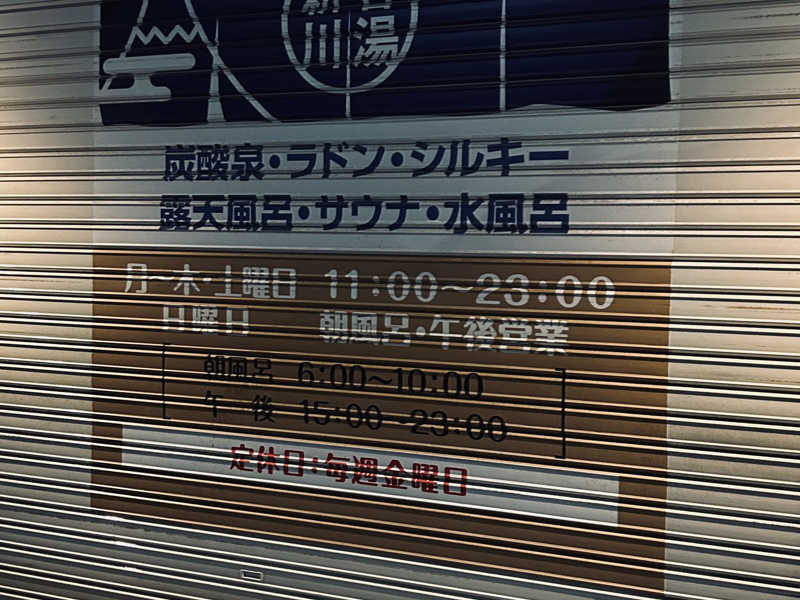 川湯
炭酸泉・ラドン・シルキー
露天風呂・サウナ・水風呂
月〜木・土曜日 11:00〜23:00
日曜日 朝風呂・午後営業
朝風呂 6:00〜10:00
午後 15:00〜23:00
定休日：毎週金曜日